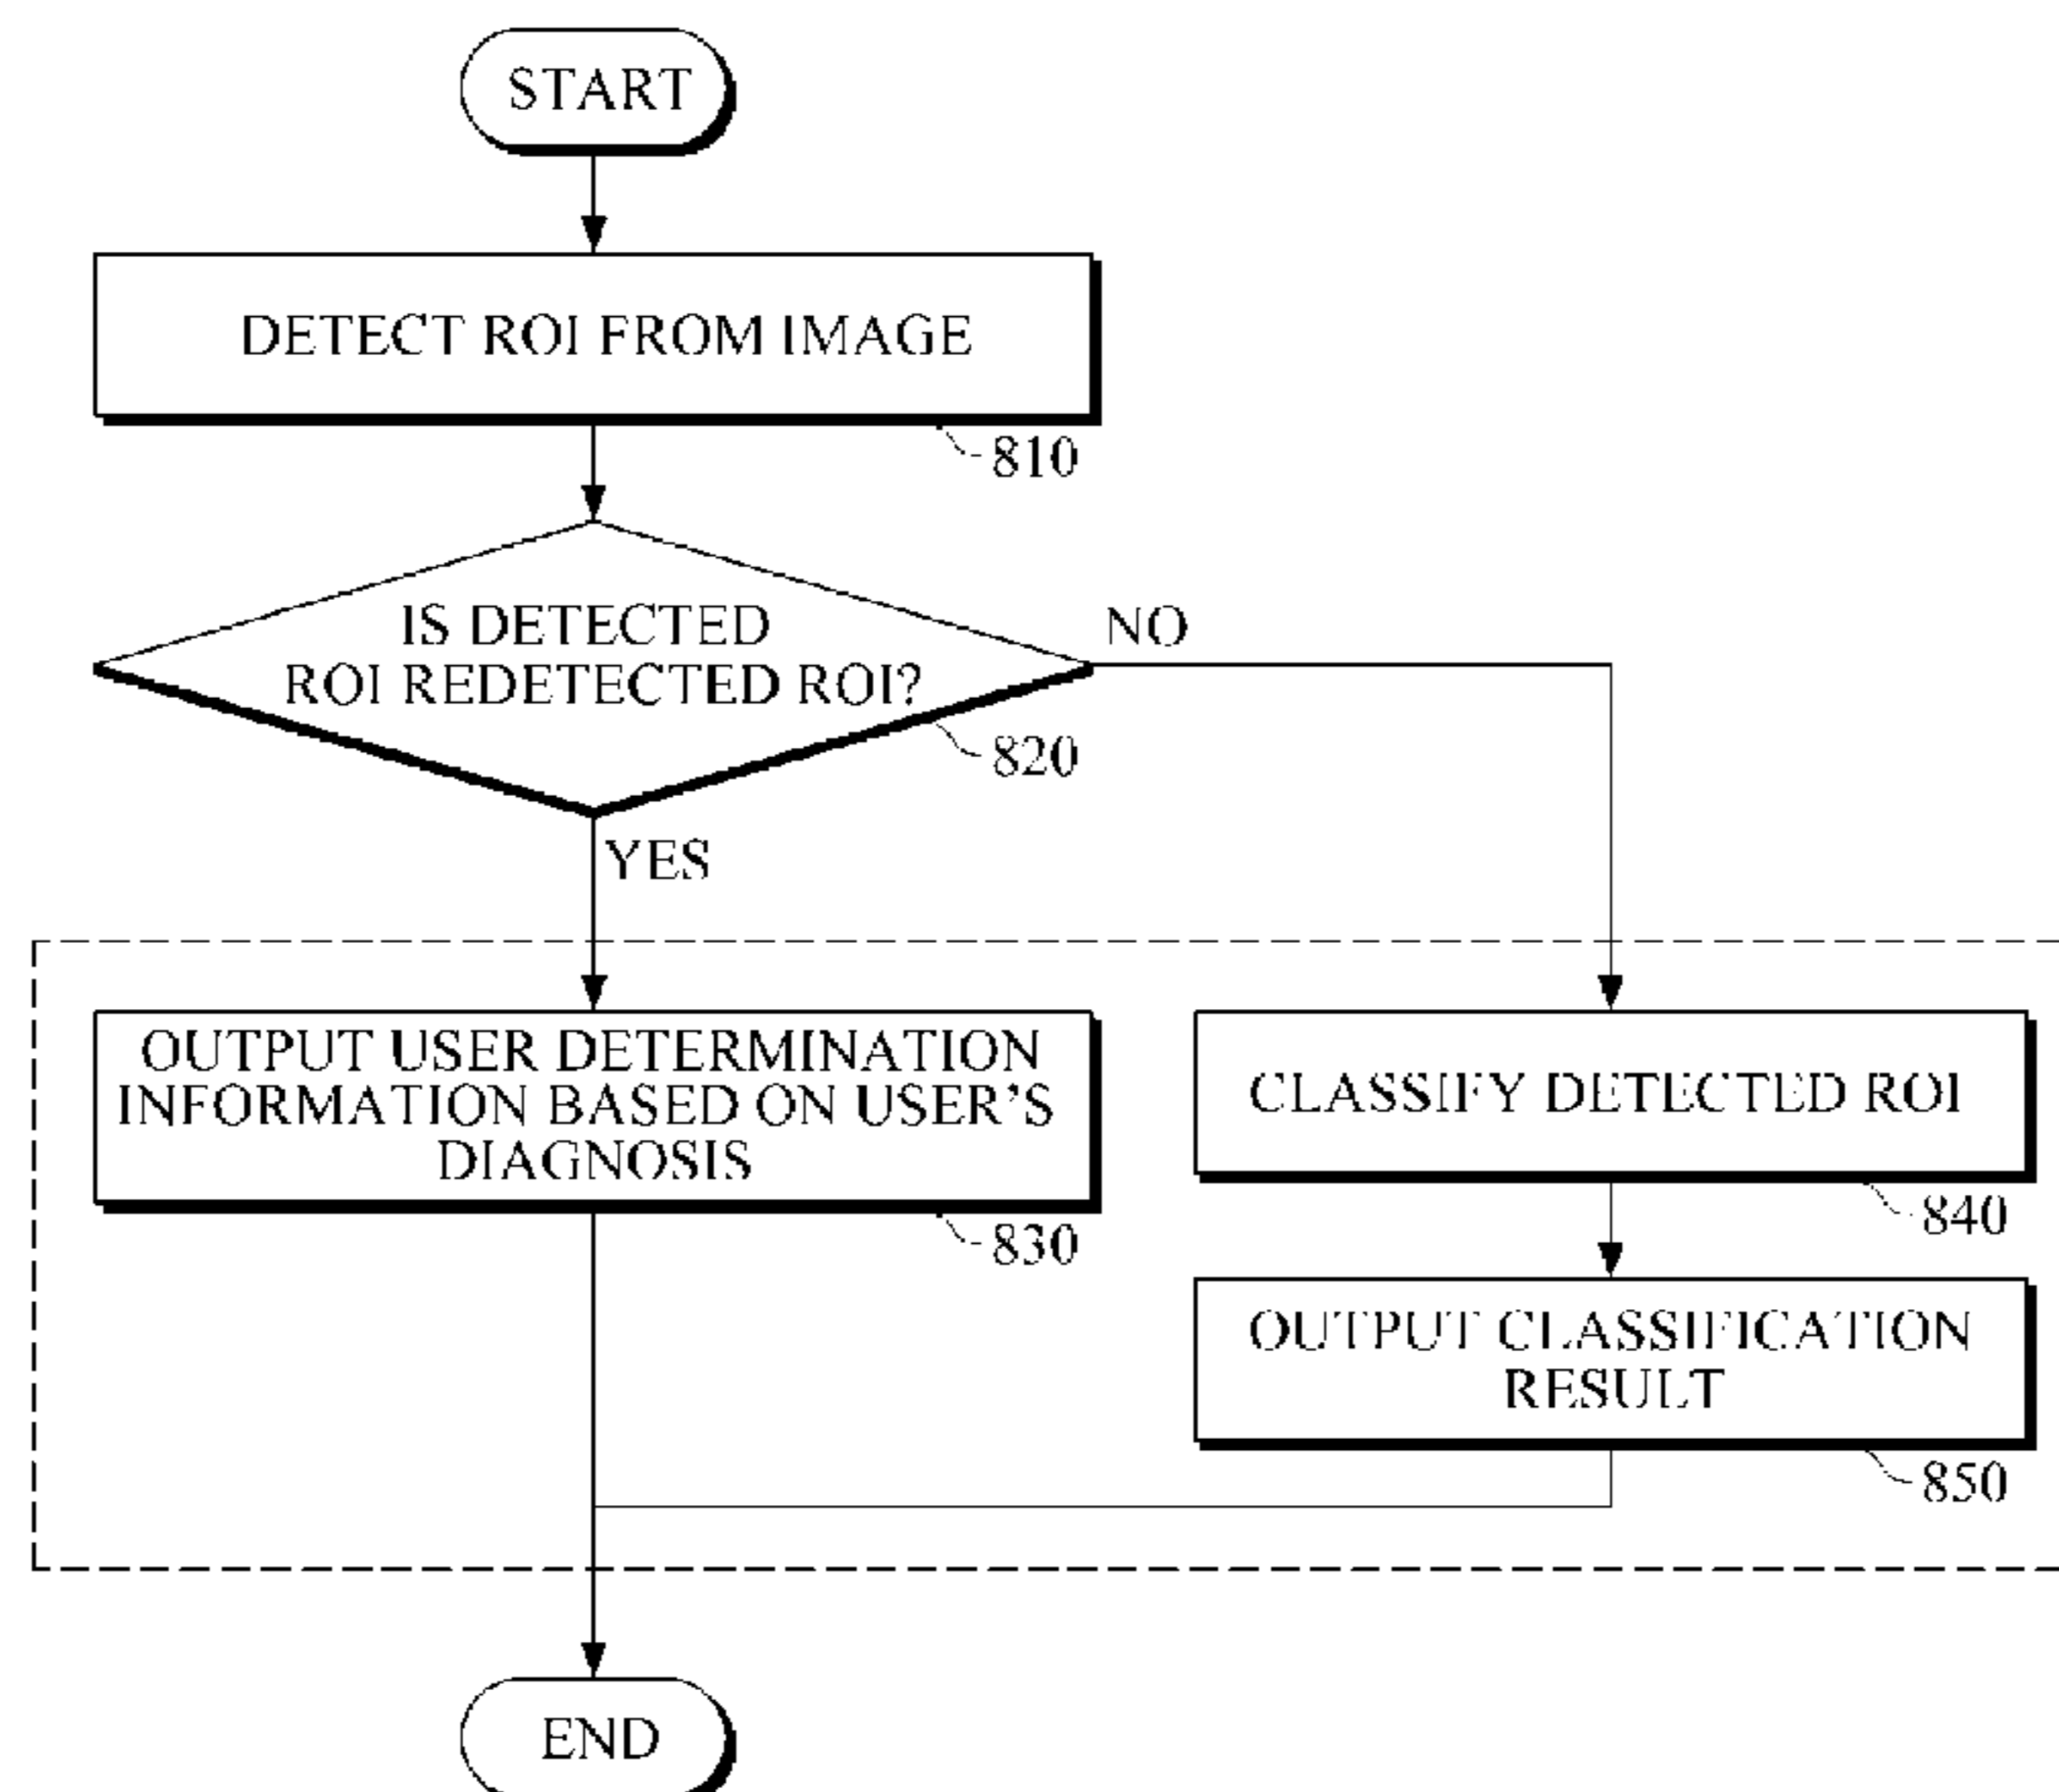 START
DETECT ROI FROM IMAGE
810
IS DETECTED
ROI REDETECTED ROI?
820
NO
YES
OUTPUT USER DETERMINATION
INFORMATION BASED ON USER'S
DIAGNOSIS
830
CLASSIFY DETECTED ROI
840
OUTPUT CLASSIFICATION
RESULT
850
END